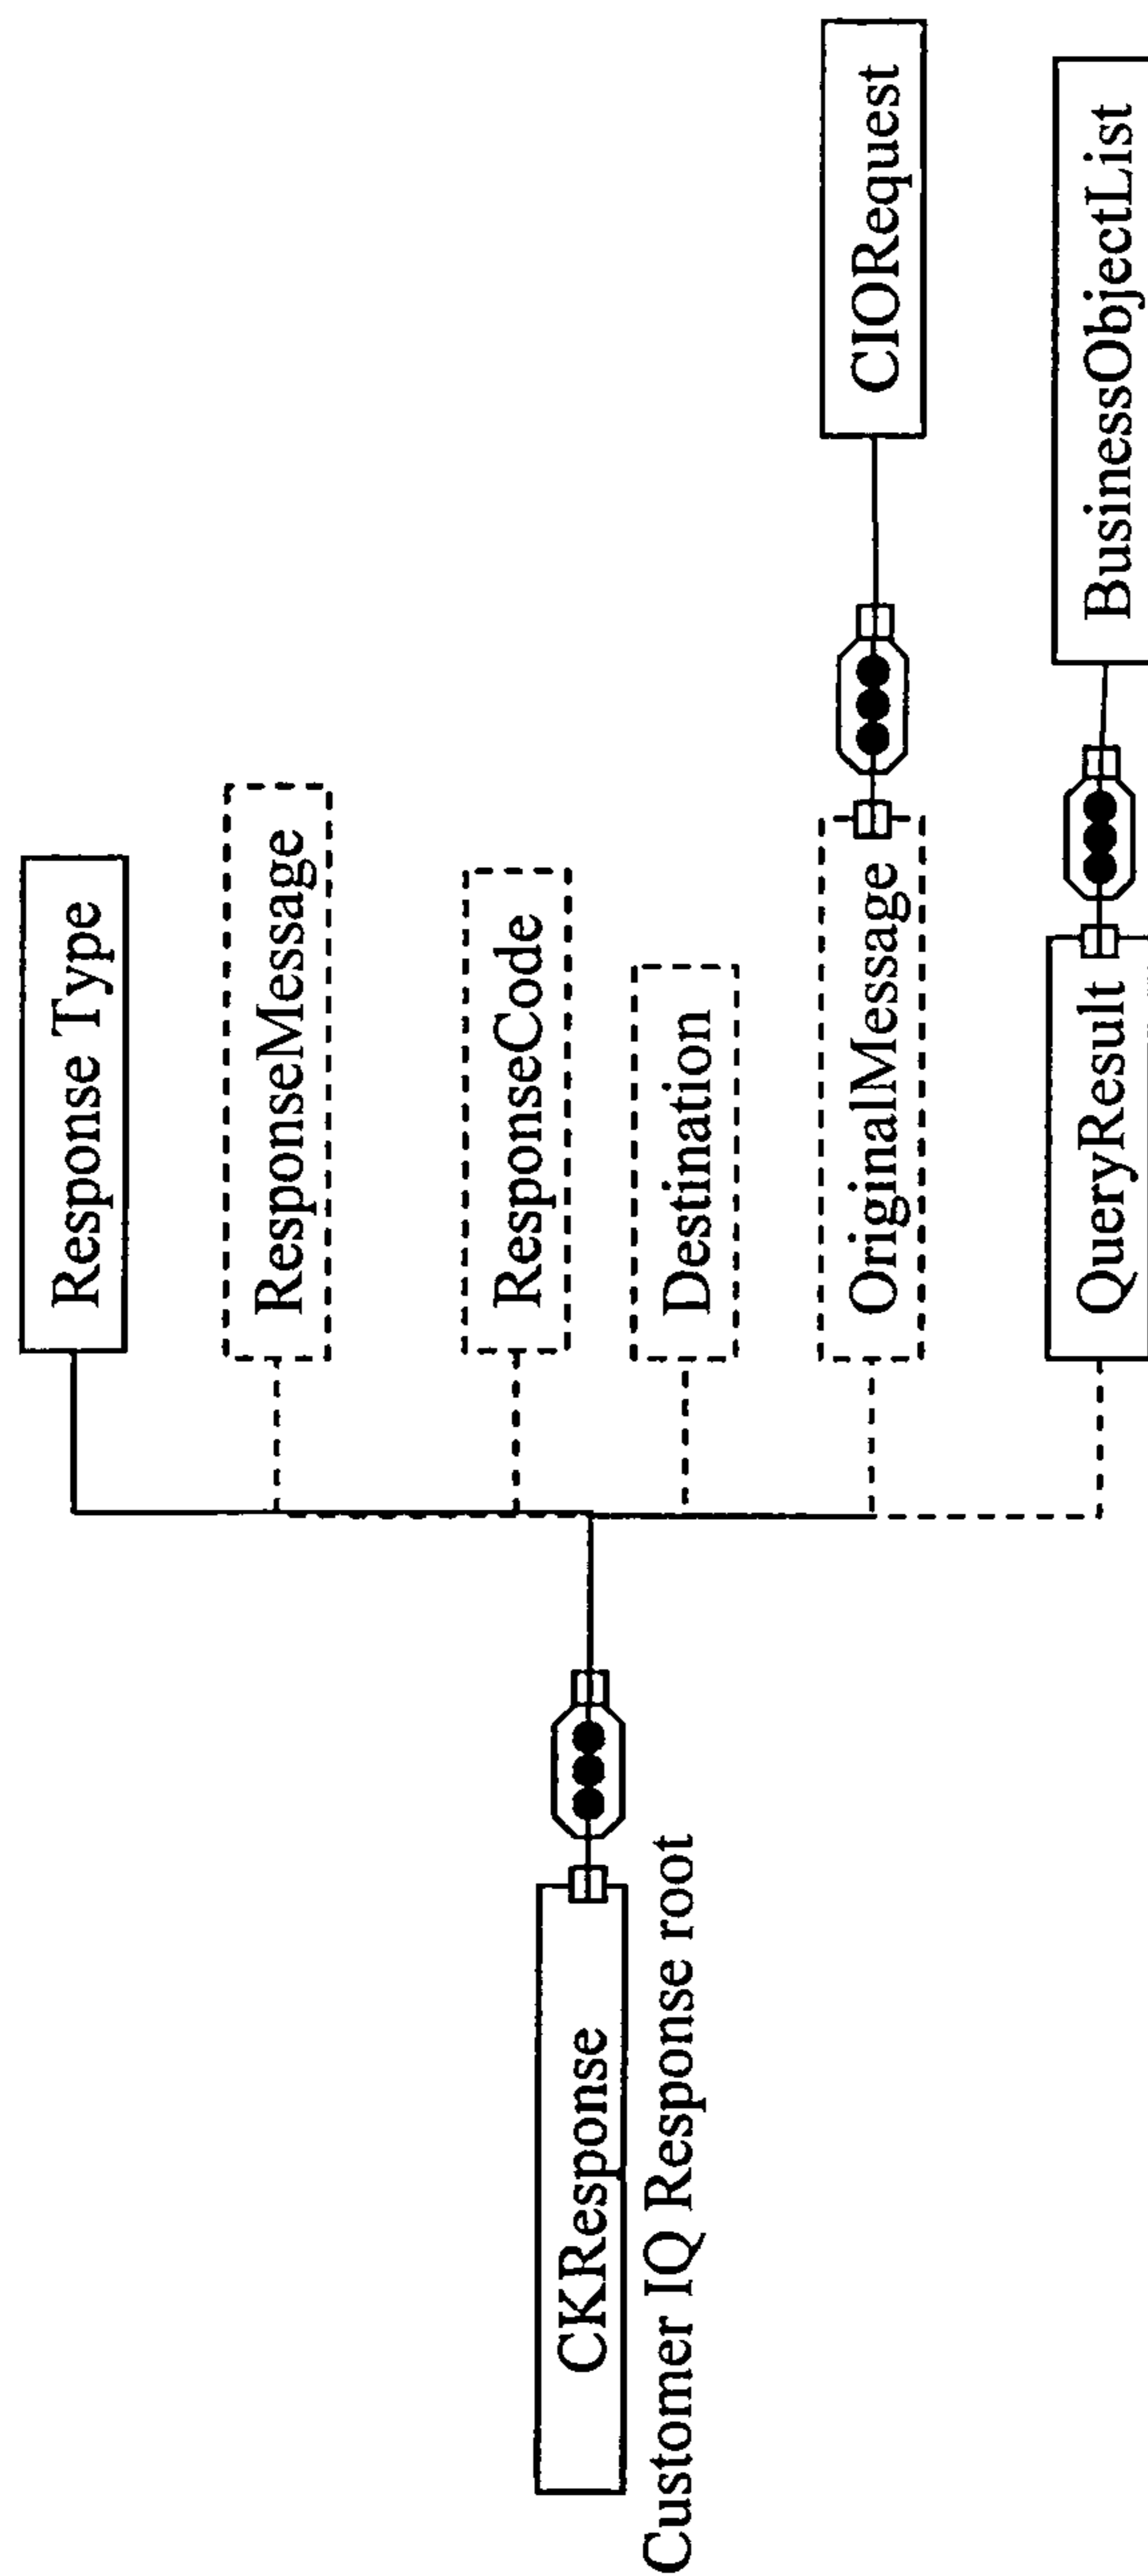 CKResponse
Customer IQ Response root
Response Type
ResponseMessage
ResponseCode
Destination
OriginalMessage
CIORequest
QueryResult
BusinessObjectList